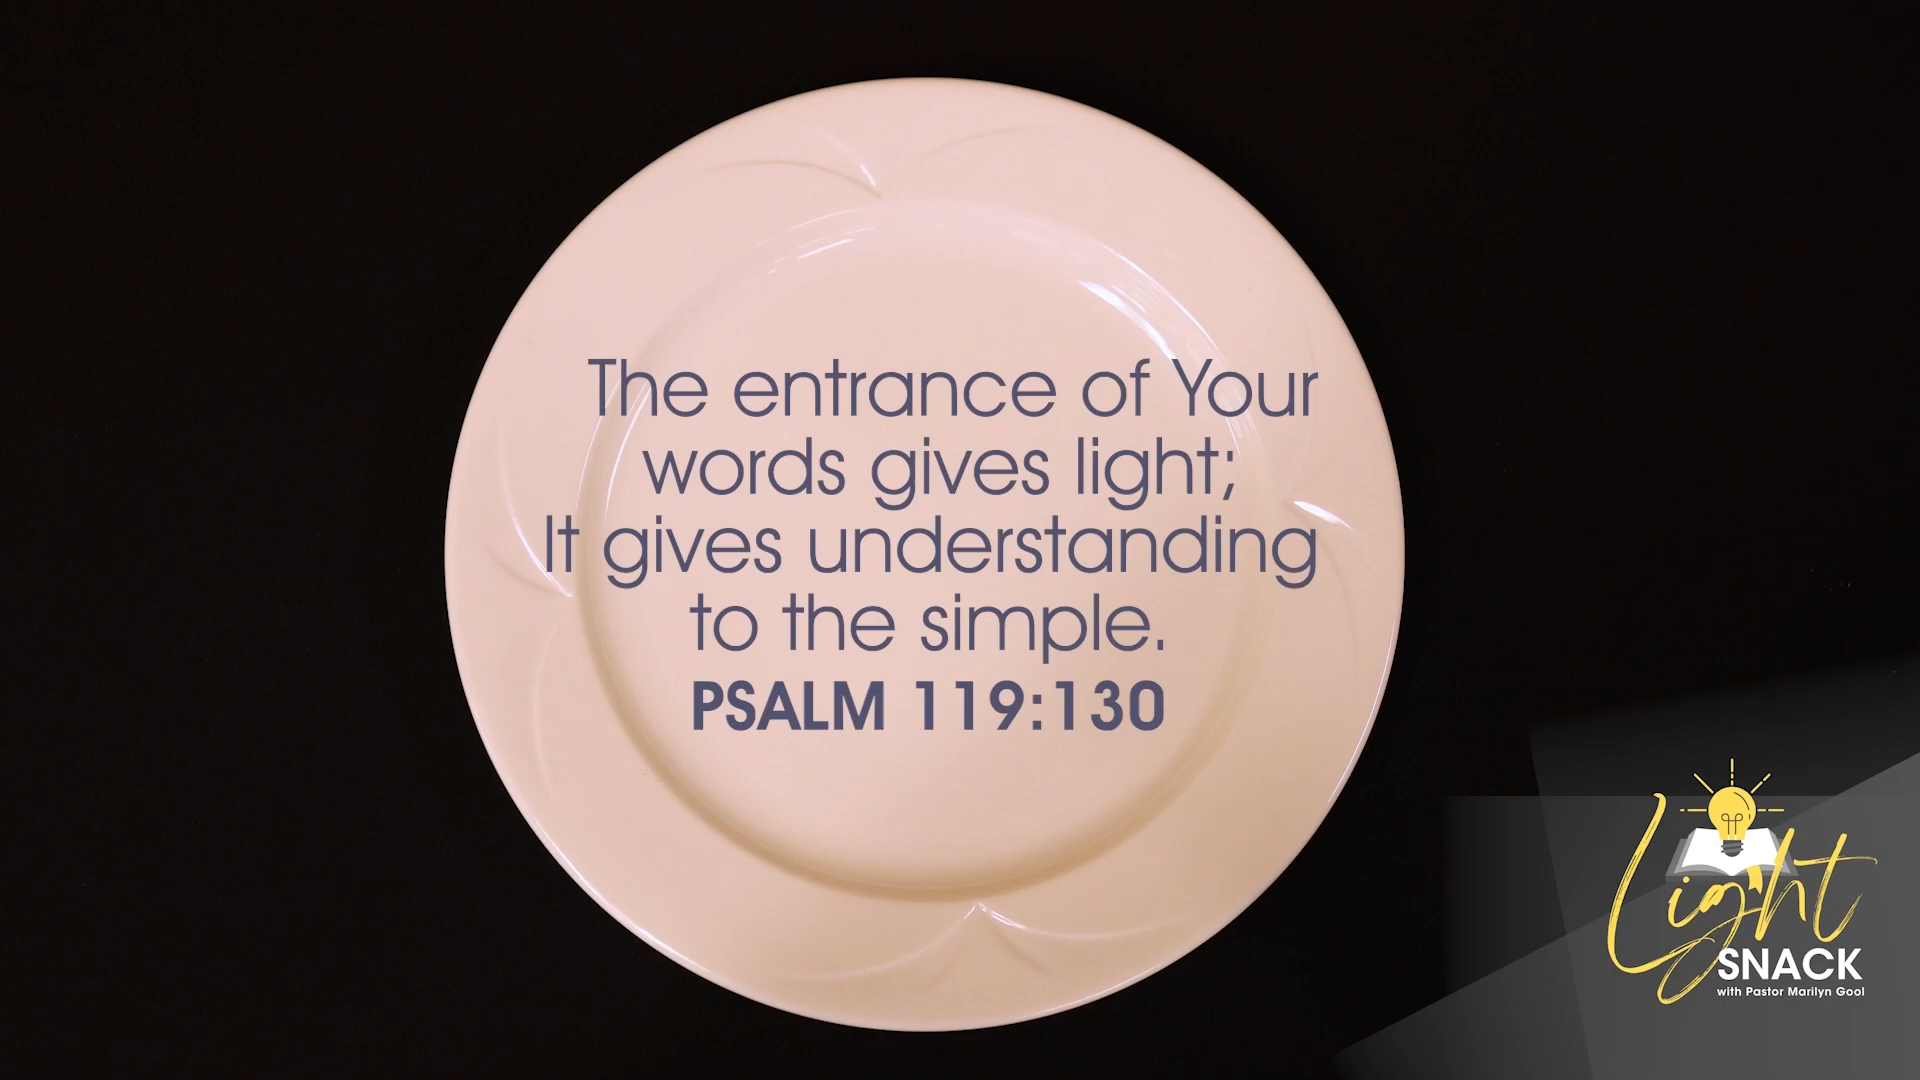 The entrance of Your
words gives light;
It gives understanding
to the simple.
PSALM 119:130
Light
SNACK
with Pastor Marilyn Gool